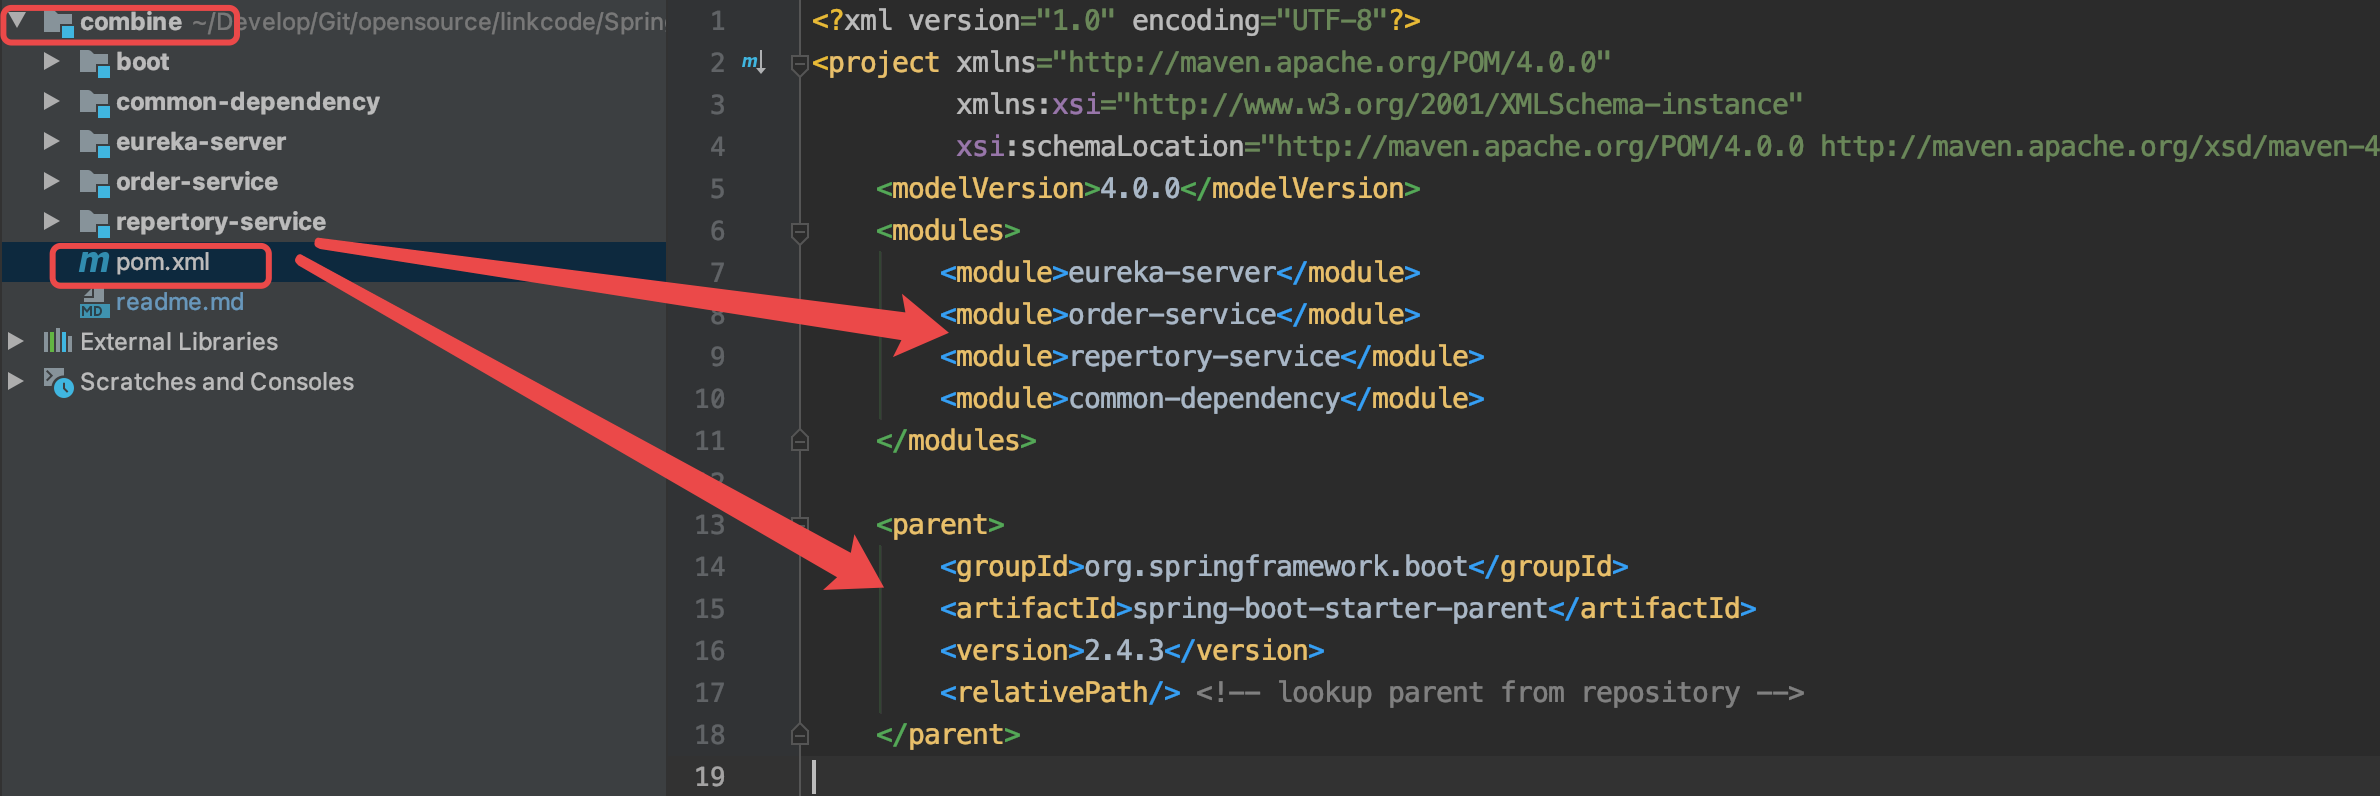 combine ~/Develop/Git/opensource/linkcode/Spring
boot
common-dependency
eureka-server
order-service
repertory-service
pom.xml
readme.md
External Libraries
Scratches and Consoles
1 <?xml version="1.0" encoding="UTF-8"?>
2 <project xmlns="http://maven.apache.org/POM/4.0.0"
3 xmlns:xsi="http://www.w3.org/2001/XMLSchema-instance"
4 xsi:schemaLocation="http://maven.apache.org/POM/4.0.0 http://maven.apache.org/xsd/maven-4
5 <modelVersion>4.0.0</modelVersion>
6 <modules>
7 <module>eureka-server</module>
8 <module>order-service</module>
9 <module>repertory-service</module>
10 <module>common-dependency</module>
11 </modules>
13 <parent>
14 <groupId>org.springframework.boot</groupId>
15 <artifactId>spring-boot-starter-parent</artifactId>
16 <version>2.4.3</version>
17 <relativePath/> <!-- lookup parent from repository -->
18 </parent>
19